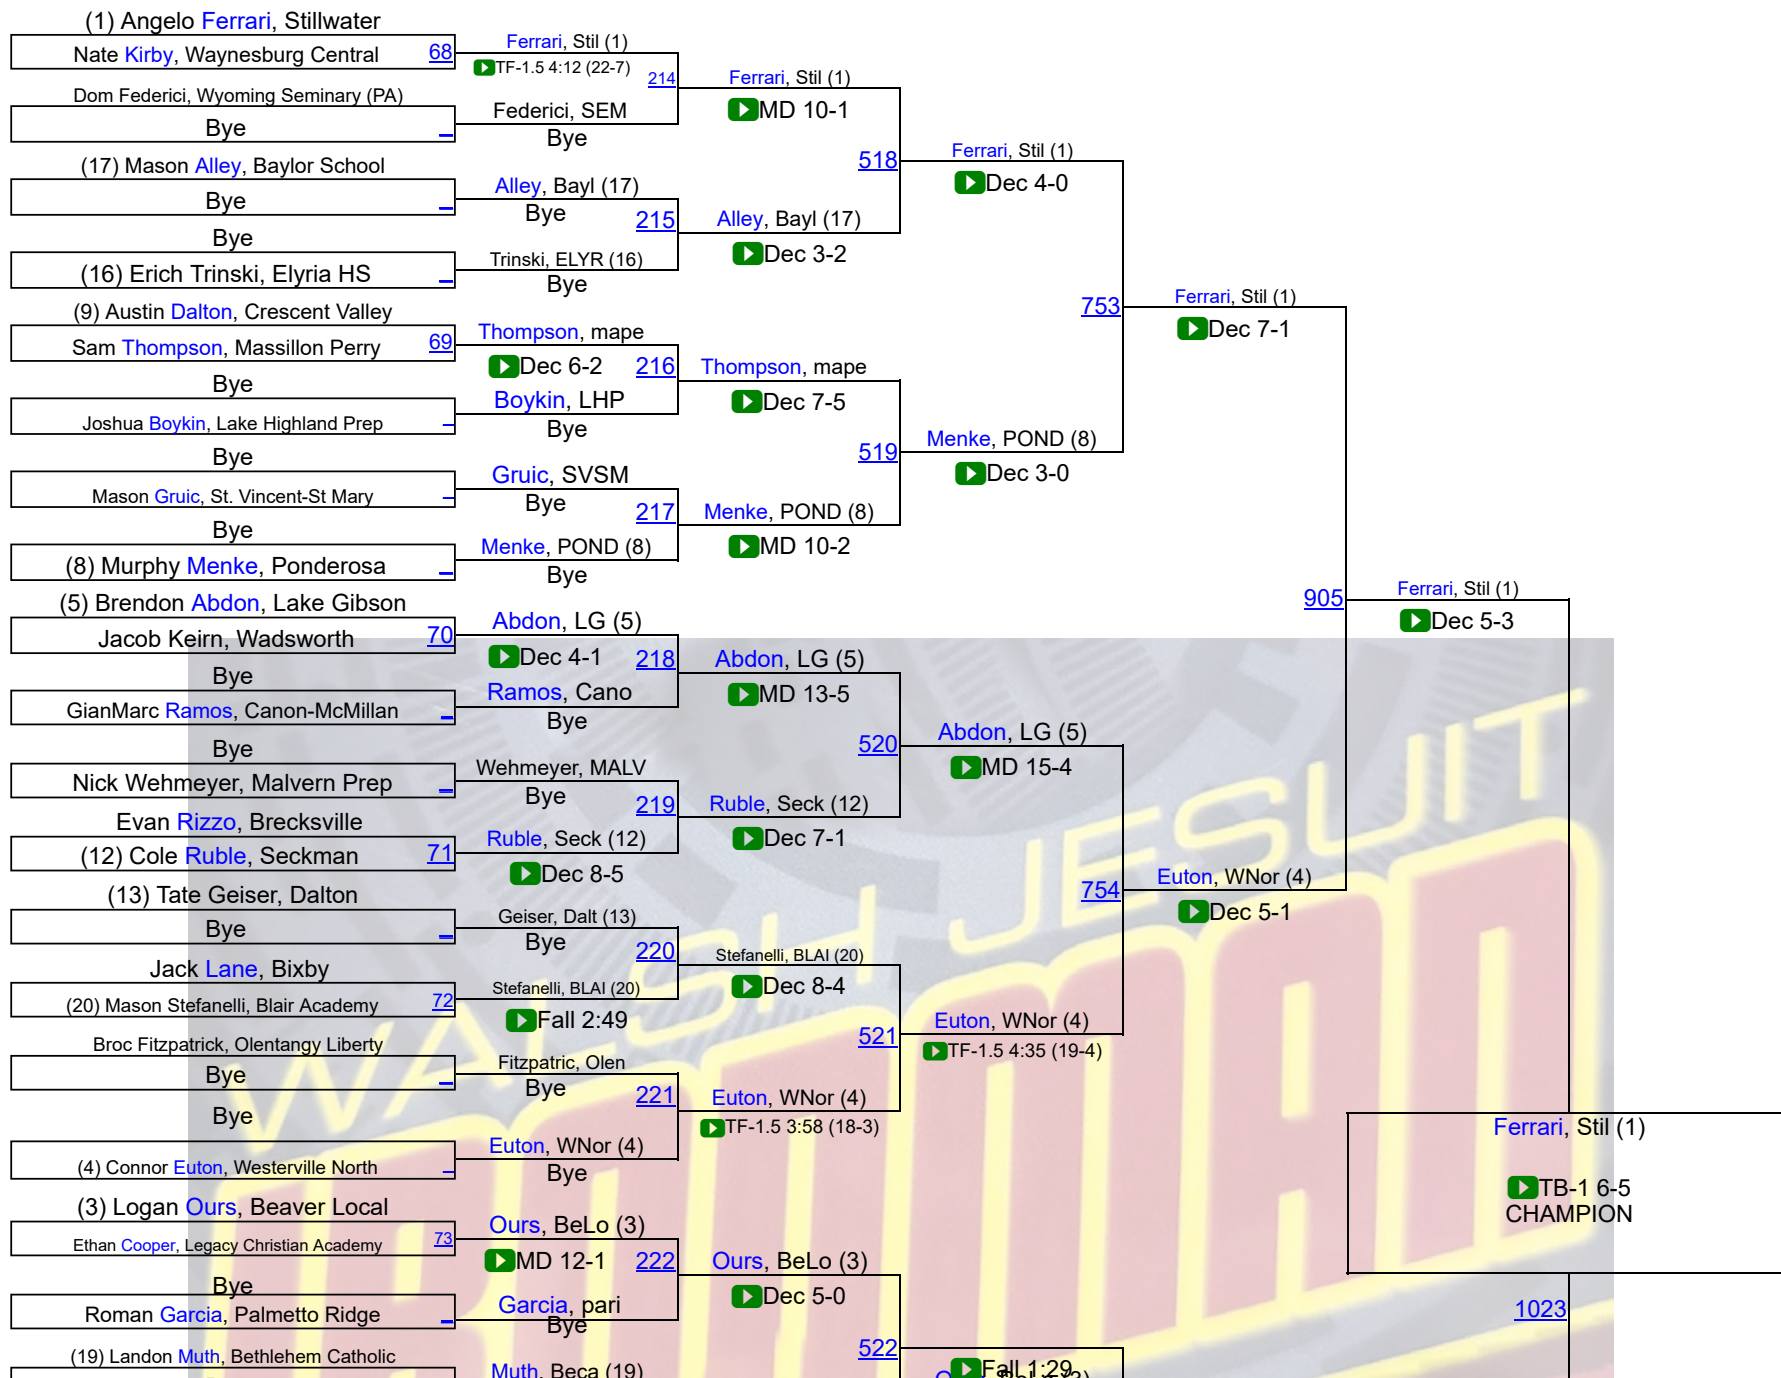 (1) Angelo Ferrari, Stillwater
Nate Kirby, Waynesburg Central 68
Dom Federici, Wyoming Seminary (PA)
Bye
(17) Mason Alley, Baylor School
Bye
Bye
(16) Erich Trinski, Elyria HS
(9) Austin Dalton, Crescent Valley
Sam Thompson, Massillon Perry 69
Bye
Joshua Boykin, Lake Highland Prep
Bye
Mason Gruic, St. Vincent-St Mary
Bye
(8) Murphy Menke, Ponderosa
(5) Brendon Abdon, Lake Gibson
Jacob Keirn, Wadsworth 70
Bye
GianMarc Ramos, Canon-McMillan
Bye
Nick Wehmeyer, Malvern Prep
Evan Rizzo, Brecksville
(12) Cole Ruble, Seckman 71
(13) Tate Geiser, Dalton
Bye
Jack Lane, Bixby
(20) Mason Stefanelli, Blair Academy 72
Broc Fitzpatrick, Olentangy Liberty
Bye
Bye
(4) Connor Euton, Westerville North
(3) Logan Ours, Beaver Local
Ethan Cooper, Legacy Christian Academy 73
Bye
Roman Garcia, Palmetto Ridge
(19) Landon Muth, Bethlehem Catholic
Ferrari, Stil (1)
TF-1.5 4:12 (22-7)
214
Federici, SEM
Bye
Alley, Bayl (17)
Bye
215
Trinski, ELYR (16)
Bye
Thompson, mape
Dec 6-2
216
Boykin, LHP
Bye
Gruic, SVSM
Bye
217
Menke, POND (8)
Bye
Abdon, LG (5)
Dec 4-1
218
Ramos, Cano
Bye
Wehmeyer, MALV
Bye
219
Ruble, Seck (12)
Dec 8-5
Geiser, Dalt (13)
Bye
220
Stefanelli, BLAI (20)
Fall 2:49
Fitzpatric, Olen
Bye
221
Euton, WNor (4)
Bye
Ours, BeLo (3)
MD 12-1
222
Garcia, pari
Bye
Muth, Beca (19)
Ferrari, Stil (1)
MD 10-1
518
Alley, Bayl (17)
Dec 3-2
Thompson, mape
Dec 7-5
519
Menke, POND (8)
MD 10-2
Abdon, LG (5)
MD 13-5
520
Ruble, Seck (12)
Dec 7-1
Stefanelli, BLAI (20)
Dec 8-4
521
Euton, WNor (4)
TF-1.5 3:58 (18-3)
Ours, BeLo (3)
Dec 5-0
522
Ferrari, Stil (1)
Dec 4-0
753
Menke, POND (8)
Dec 3-0
Abdon, LG (5)
MD 15-4
754
Euton, WNor (4)
TF-1.5 4:35 (19-4)
Fall 1:29
Ferrari, Stil (1)
Dec 7-1
905
Euton, WNor (4)
Dec 5-1
Ferrari, Stil (1)
Dec 5-3
Ferrari, Stil (1)
TB-1 6-5
CHAMPION
1023
WALSH JESUIT
IRONMAN